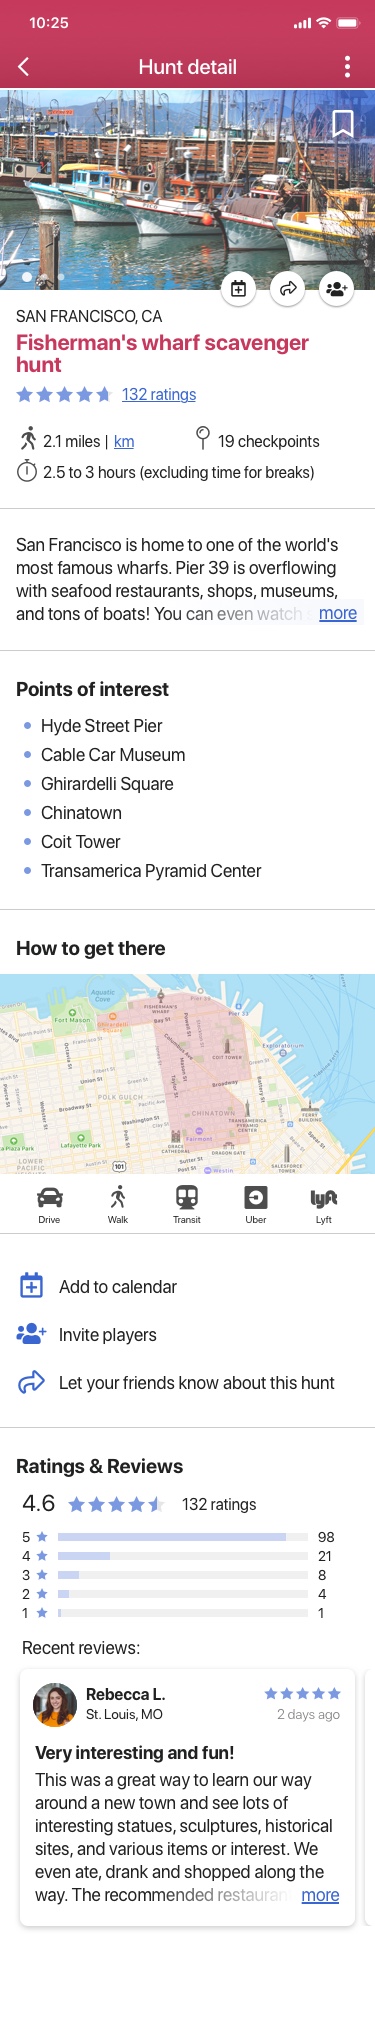 10:25
Hunt detail
SAN FRANCISCO, CA
Fisherman's wharf scavenger
hunt
132 ratings
2.1 miles | km
19 checkpoints
2.5 to 3 hours (excluding time for breaks)
San Francisco is home to one of the world's
most famous wharfs. Pier 39 is overflowing
with seafood restaurants, shops, museums,
and tons of boats! You can even watch more
Points of interest
Hyde Street Pier
Cable Car Museum
Ghirardelli Square
Chinatown
Coit Tower
Transamerica Pyramid Center
How to get there
Aquatic
Cove
Pier 39
FISHERMAN'S
WHARF
Fort Mason
Ghirardelli
Bay St
Pier 33
Francisco St
Columbus Ave
Powell St
Exploratorium
COIT TOWER
Green St
Octavia St
Union St
Broadway
Battery St
POLK GULCH
Pierce St
Broadway St
CHINATOWN
Washington St
Polk St
TRANSAMERICA
PYRAMID
CENTER
FERRY
BUILDING
Fairmont
Lafayette Park
GRACE
CATHEDRAL
DRAGON GATE
LOWER
PACIFIC
101
Sutter St
Post St
Westin
SALESFORCE
TOWER
Drive
Walk
Transit
Uber
Lyft
Add to calendar
Invite players
Let your friends know about this hunt
Ratings & Reviews
4.6
132 ratings
5 98
4 21
3 8
2 4
1 1
Recent reviews:
Rebecca L.
St. Louis, MO
2 days ago
Very interesting and fun!
This was a great way to learn our way
around a new town and see lots of
interesting statues, sculptures, historical
sites, and various items or interest. We
even ate, drank and shopped along the
way. The recommended restauran more